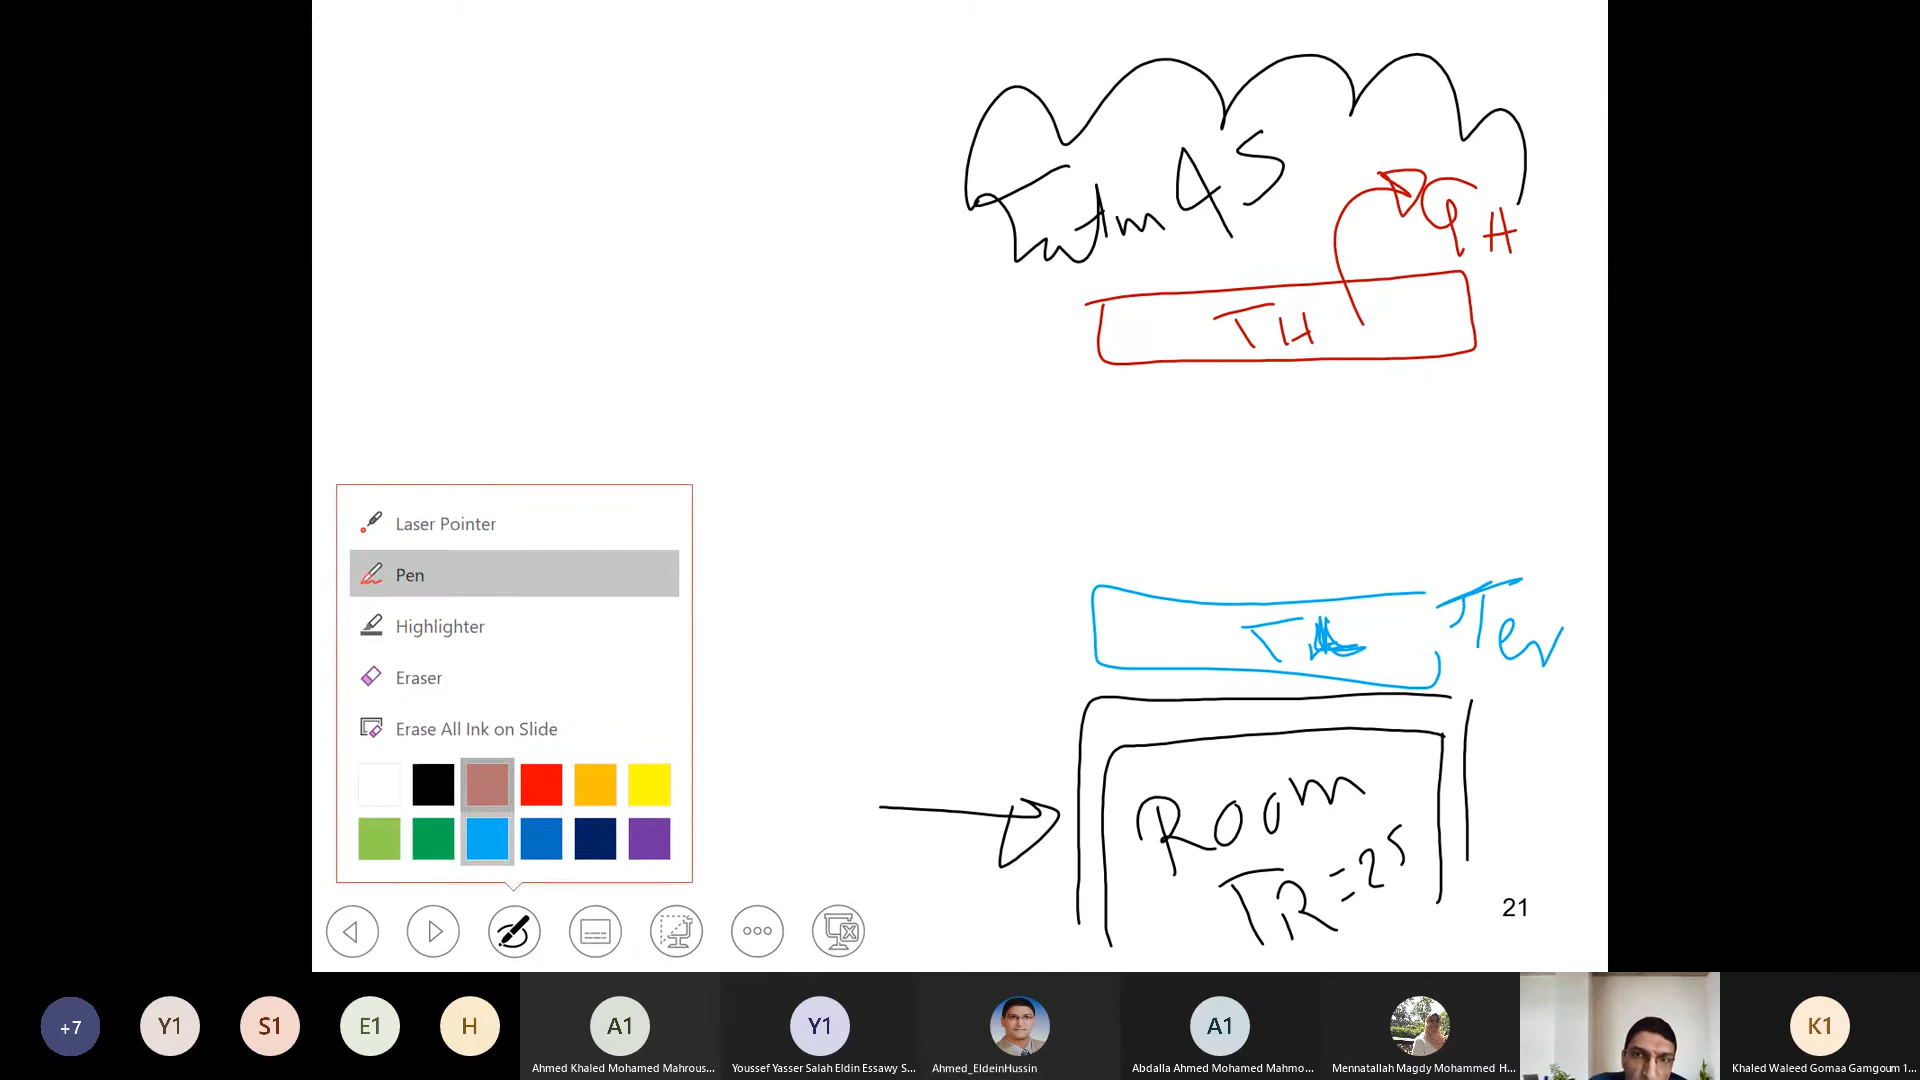 Tatm 45
QH
TH
Laser Pointer
Pen
Highlighter
Eraser
Erase All Ink on Slide
Tev
T
ROOM
TR=25
21
+7
Y1
S1
E1
H
A1
Ahmed Khaled Mohamed Mahrous...
Y1
Youssef Yasser Salah Eldin Essawy S...
Ahmed_EldeinHussin
A1
Abdalla Ahmed Mohamed Mahmo...
Mennatallah Magdy Mohammed H...
K1
Khaled Waleed Gomaa Gamgoum 1...